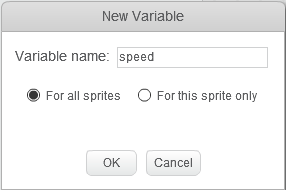 New Variable
Variable name: speed
For all sprites For this sprite only
OK Cancel